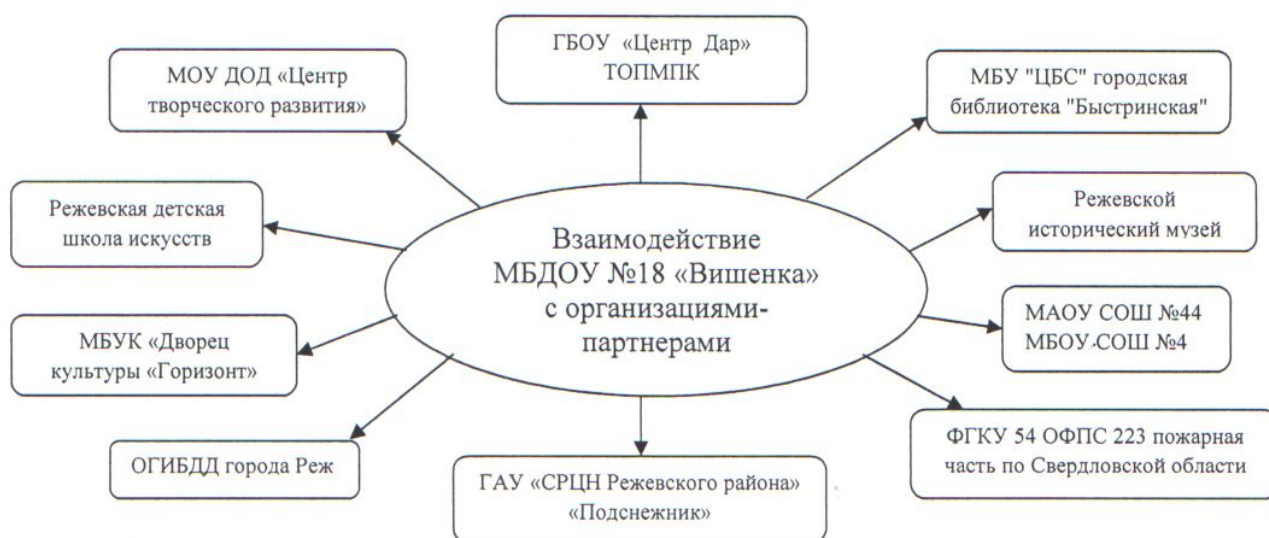 ГБОУ «Центр Дар»
ТОПМПК
МОУ ДОД «Центр
творческого развития»
МБУ "ЦБС" городская
библиотека "Быстринская"
Режевская детская
школа искусств
Режевской
исторический музей
Взаимодействие
МБДОУ №18 «Вишенка»
с организациями-
партнерами
МБУК «Дворец
культуры «Горизонт»
МАОУ СОШ №44
МБОУ СОШ №4
ОГИБДД города Реж
ГАУ «СРЦН Режевского района»
«Подснежник»
ФГКУ 54 ОФПС 223 пожарная
часть по Свердловской области